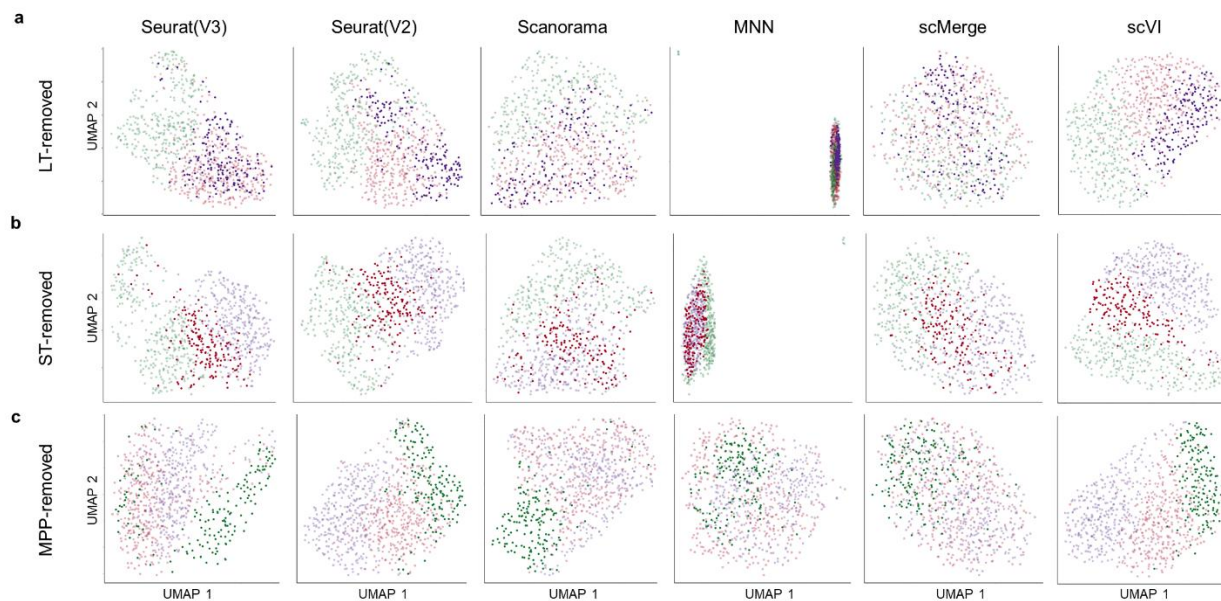 a
Seurat(V3) Seurat(V2) Scanorama MNN scMerge scVI
LT-removed
UMAP 2
b
ST-removed
UMAP 2
c
MPP-removed
UMAP 2
UMAP 1 UMAP 1 UMAP 1 UMAP 1 UMAP 1 UMAP 1